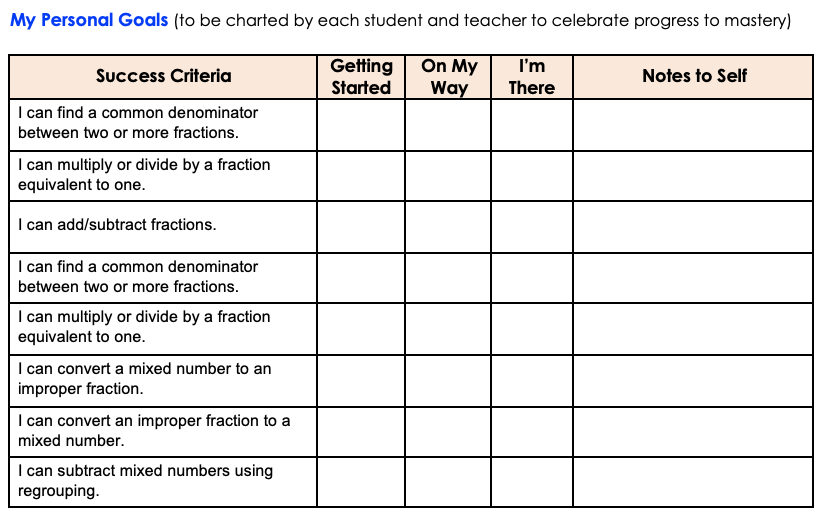 My Personal Goals (to be charted by each student and teacher to celebrate progress to mastery)
Success Criteria
Getting Started
On My Way
I'm There
Notes to Self
I can find a common denominator
between two or more fractions.
I can multiply or divide by a fraction
equivalent to one.
I can add/subtract fractions.
I can find a common denominator
between two or more fractions.
I can multiply or divide by a fraction
equivalent to one.
I can convert a mixed number to an
improper fraction.
I can convert an improper fraction to a
mixed number.
I can subtract mixed numbers using
regrouping.